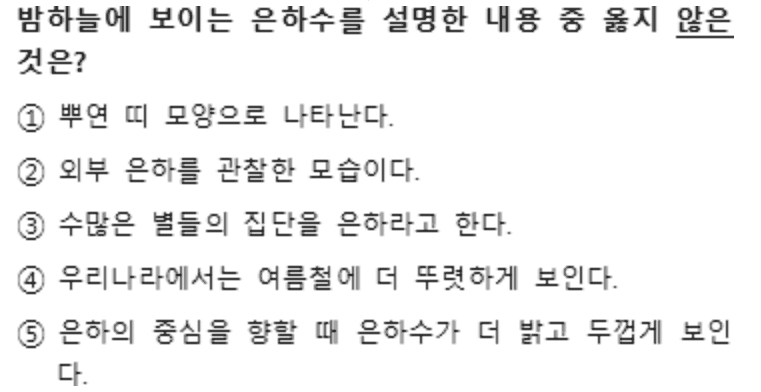 밤하늘에 보이는 은하수를 설명한 내용 중 옳지 않은
것은?
① 뿌연 띠 모양으로 나타난다.
② 외부 은하를 관찰한 모습이다.
③ 수많은 별들의 집단을 은하라고 한다.
④ 우리나라에서는 여름철에 더 뚜렷하게 보인다.
⑤ 은하의 중심을 향할 때 은하수가 더 밝고 두껍게 보인
다.